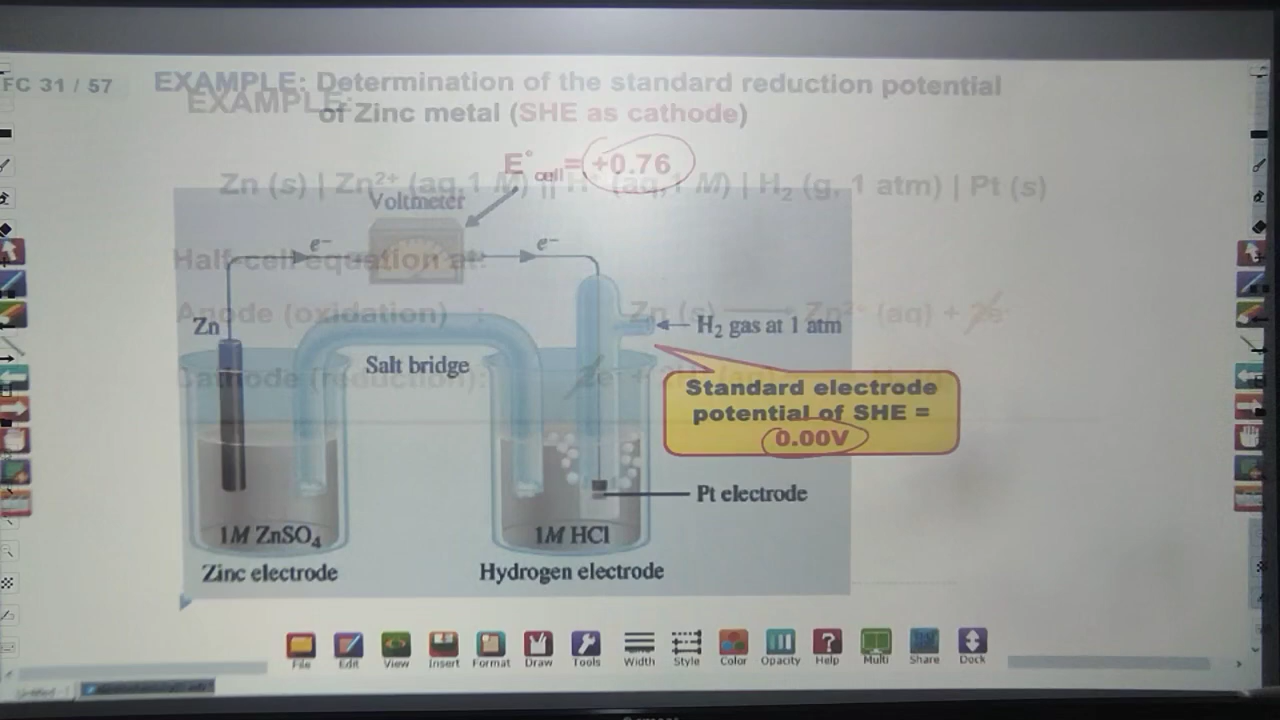 FC 31 / 57
EXAMPLE: Determination of the standard reduction potential
EXAMPLE:
of Zinc metal (SHE as cathode)
E°cell = +0.76
Zn (s) | Zn²⁺ (aq, 1 M) || H⁺ (aq, 1 M) | H₂ (g, 1 atm) | Pt (s)
Voltmeter
e⁻
e⁻
Half-cell equation at:
Anode (oxidation) :
Zn (s) → Zn²⁺ (aq) + 2e⁻
Zn
H₂ gas at 1 atm
Salt bridge
Cathode (reduction):
Standard electrode
potential of SHE =
0.00V
Pt electrode
1M ZnSO₄
1M HCl
Zinc electrode
Hydrogen electrode
File
Edit
View
Insert
Format
Draw
Tools
Width
Style
Color
Opacity
Help
Multi
Share
Dock
Untitled